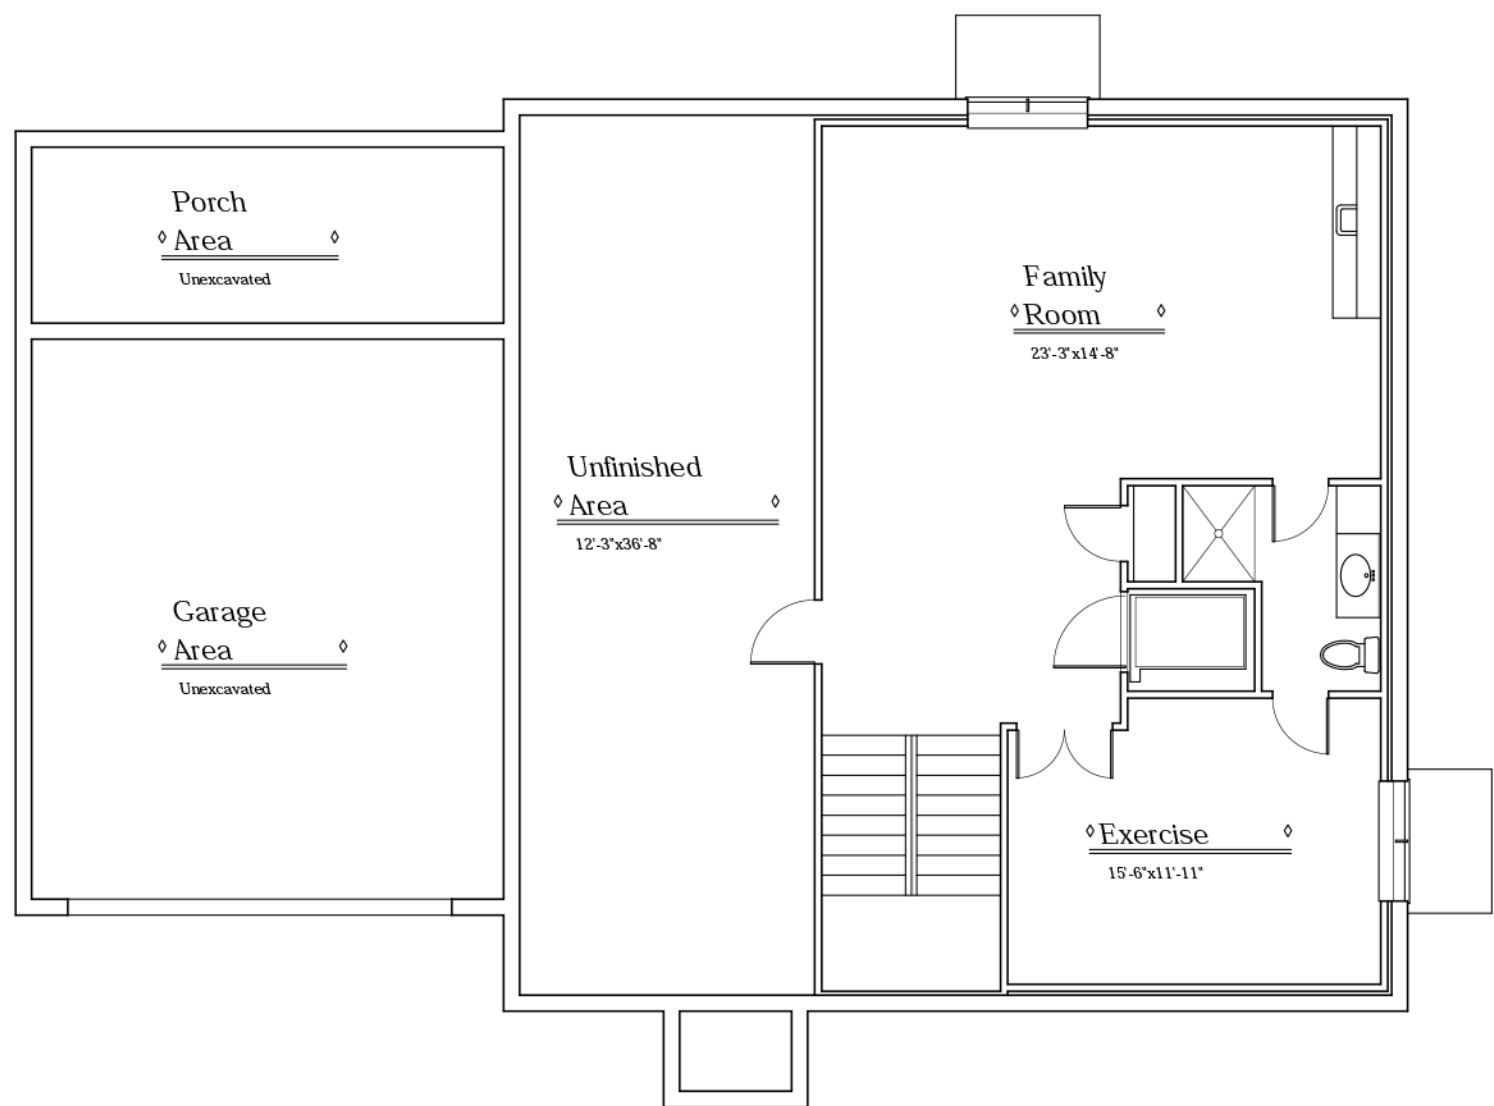 Porch
Area
Unexcavated
Family
Room
23'-3"x14'-8"
Unfinished
Area
12'-3"x36'-8"
Garage
Area
Unexcavated
Exercise
15'-6"x11'-11"